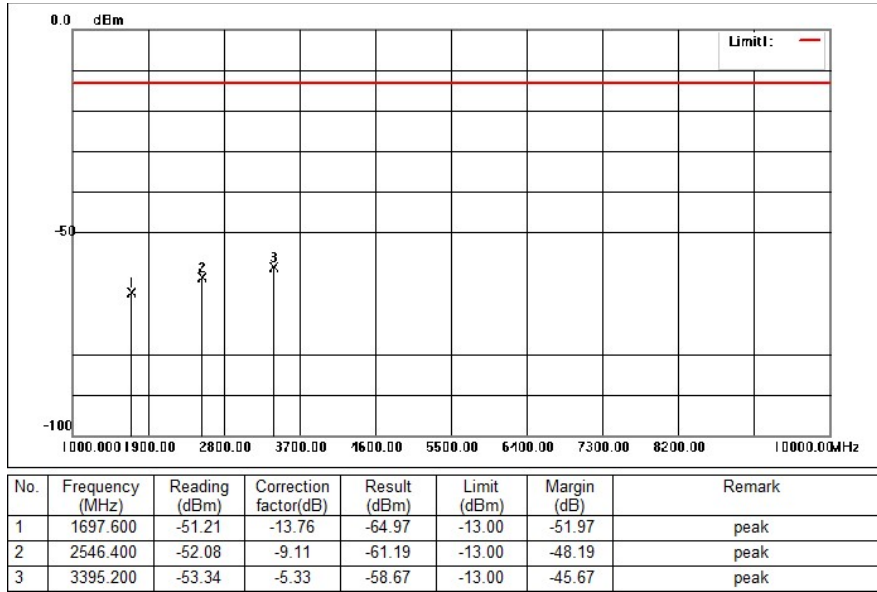 0.0 dBm
Limit1:
-50
1
2
3
-100
1000.000 1900.00 2800.00 3700.00 4600.00 5500.00 6400.00 7300.00 8200.00 10000.00 MHz
No. Frequency (MHz) Reading (dBm) Correction factor(dB) Result (dBm) Limit (dBm) Margin (dB) Remark
1 1697.600 -51.21 -13.76 -64.97 -13.00 -51.97 peak
2 2546.400 -52.08 -9.11 -61.19 -13.00 -48.19 peak
3 3395.200 -53.34 -5.33 -58.67 -13.00 -45.67 peak